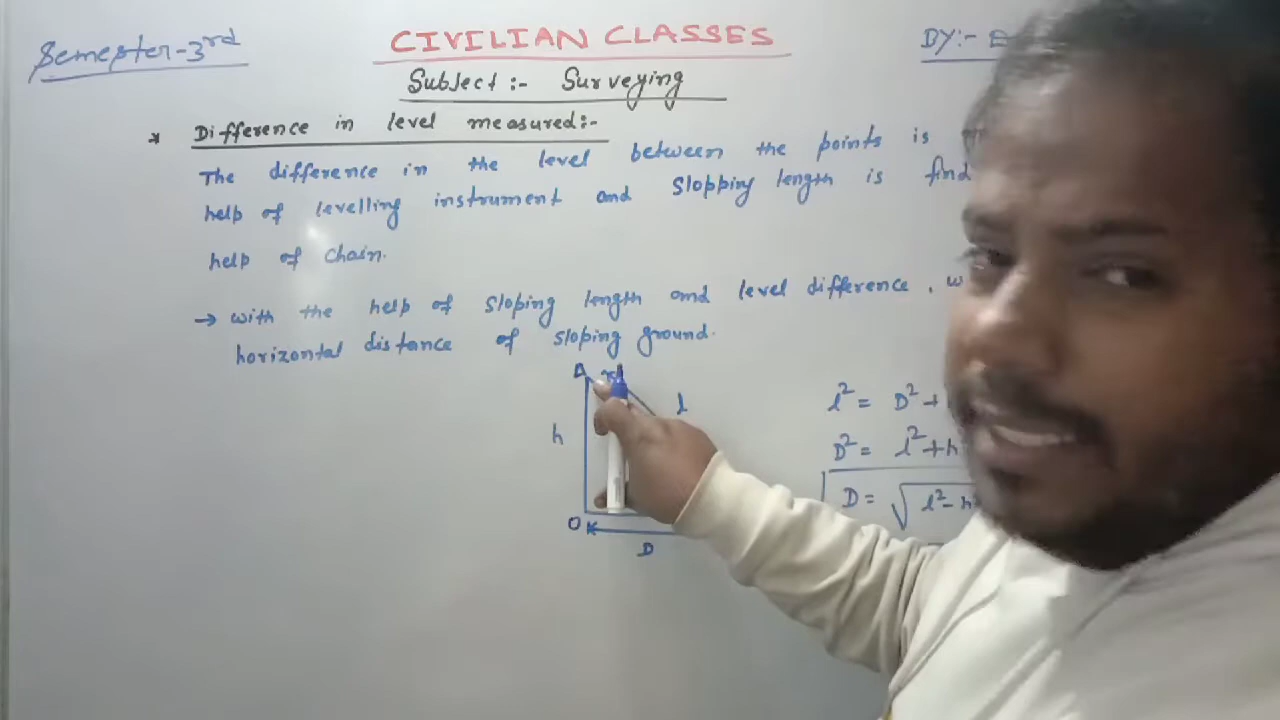 Semester-3rd
CIVILIAN CLASSES
BY:-
Subject:- Surveying
* Difference in level measured:-
The difference in the level between the points is
help of levelling instrument and Slopping length is find
help of chain.
→ with the help of sloping length and level difference,
horizontal distance of sloping ground.
A
h
l
O
D
l² = D² +
D² = l² + h
D = √l² - h²